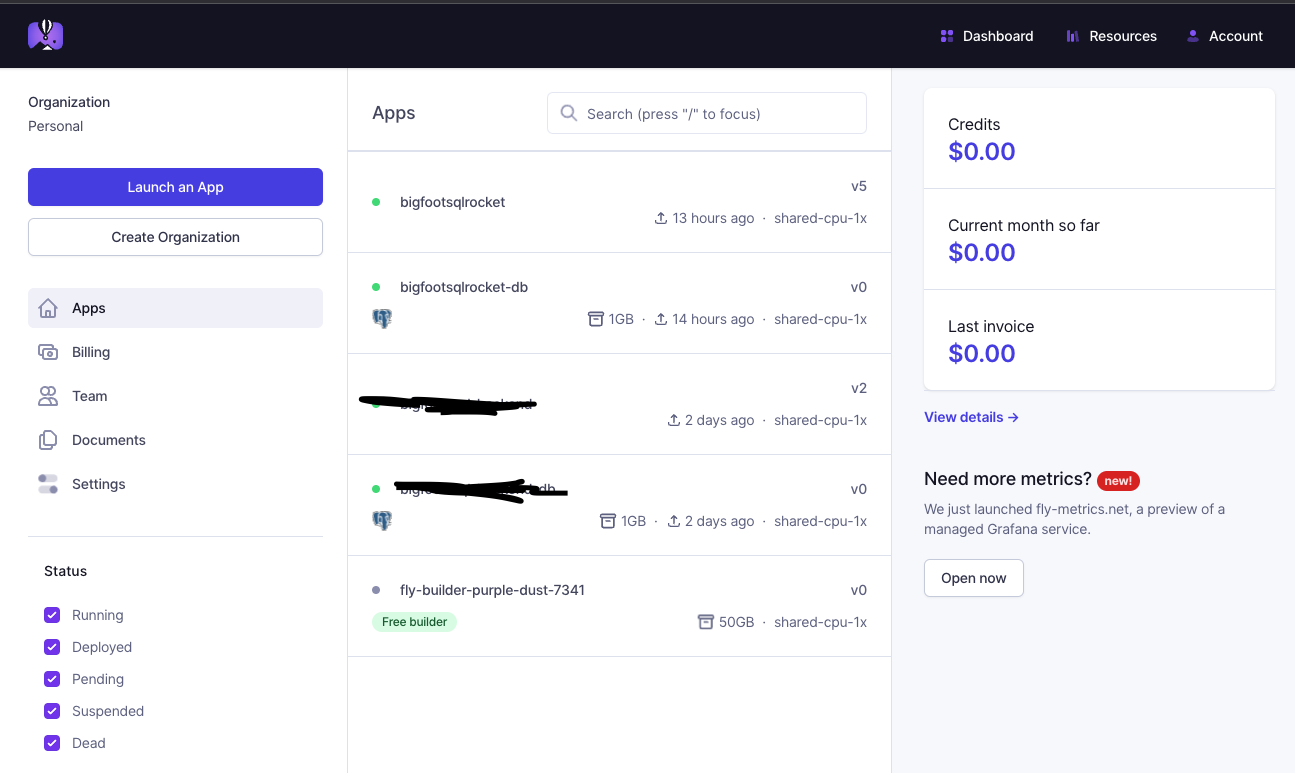 Dashboard
Resources
Account
Organization
Personal
Launch an App
Create Organization
Apps
Billing
Team
Documents
Settings
Status
Running
Deployed
Pending
Suspended
Dead
Apps
Search (press "/" to focus)
bigfootsqlrocket
v5
13 hours ago · shared-cpu-1x
bigfootsqlrocket-db
v0
1GB · 14 hours ago · shared-cpu-1x
v2
2 days ago · shared-cpu-1x
v0
1GB · 2 days ago · shared-cpu-1x
fly-builder-purple-dust-7341
v0
Free builder
50GB · shared-cpu-1x
Credits
$0.00
Current month so far
$0.00
Last invoice
$0.00
View details →
Need more metrics? new!
We just launched fly-metrics.net, a preview of a
managed Grafana service.
Open now